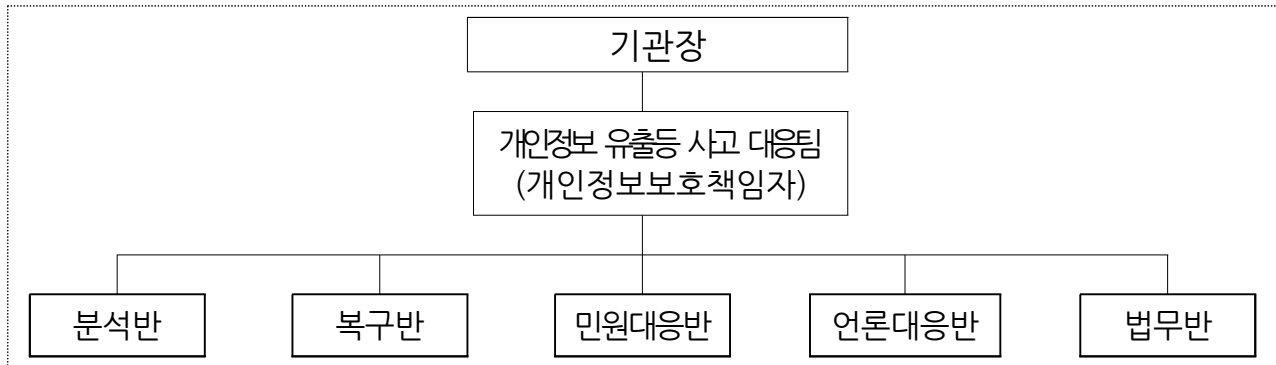 기관장
개인정보 유출등 사고 대응팀
(개인정보보호책임자)
분석반
복구반
민원대응반
언론대응반
법무반